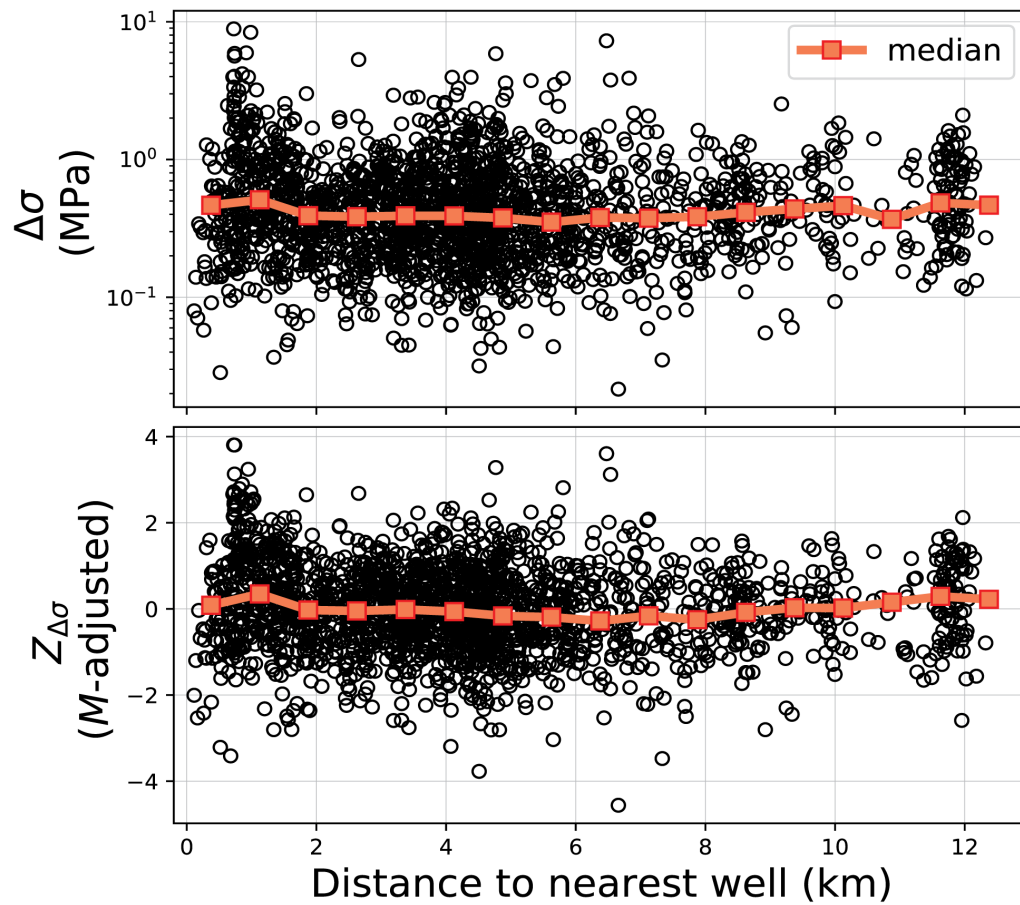 10¹
10⁰
10⁻¹
Δσ
(MPa)
median
4
2
0
−2
−4
Z_Δσ
(M-adjusted)
0 2 4 6 8 10 12
Distance to nearest well (km)